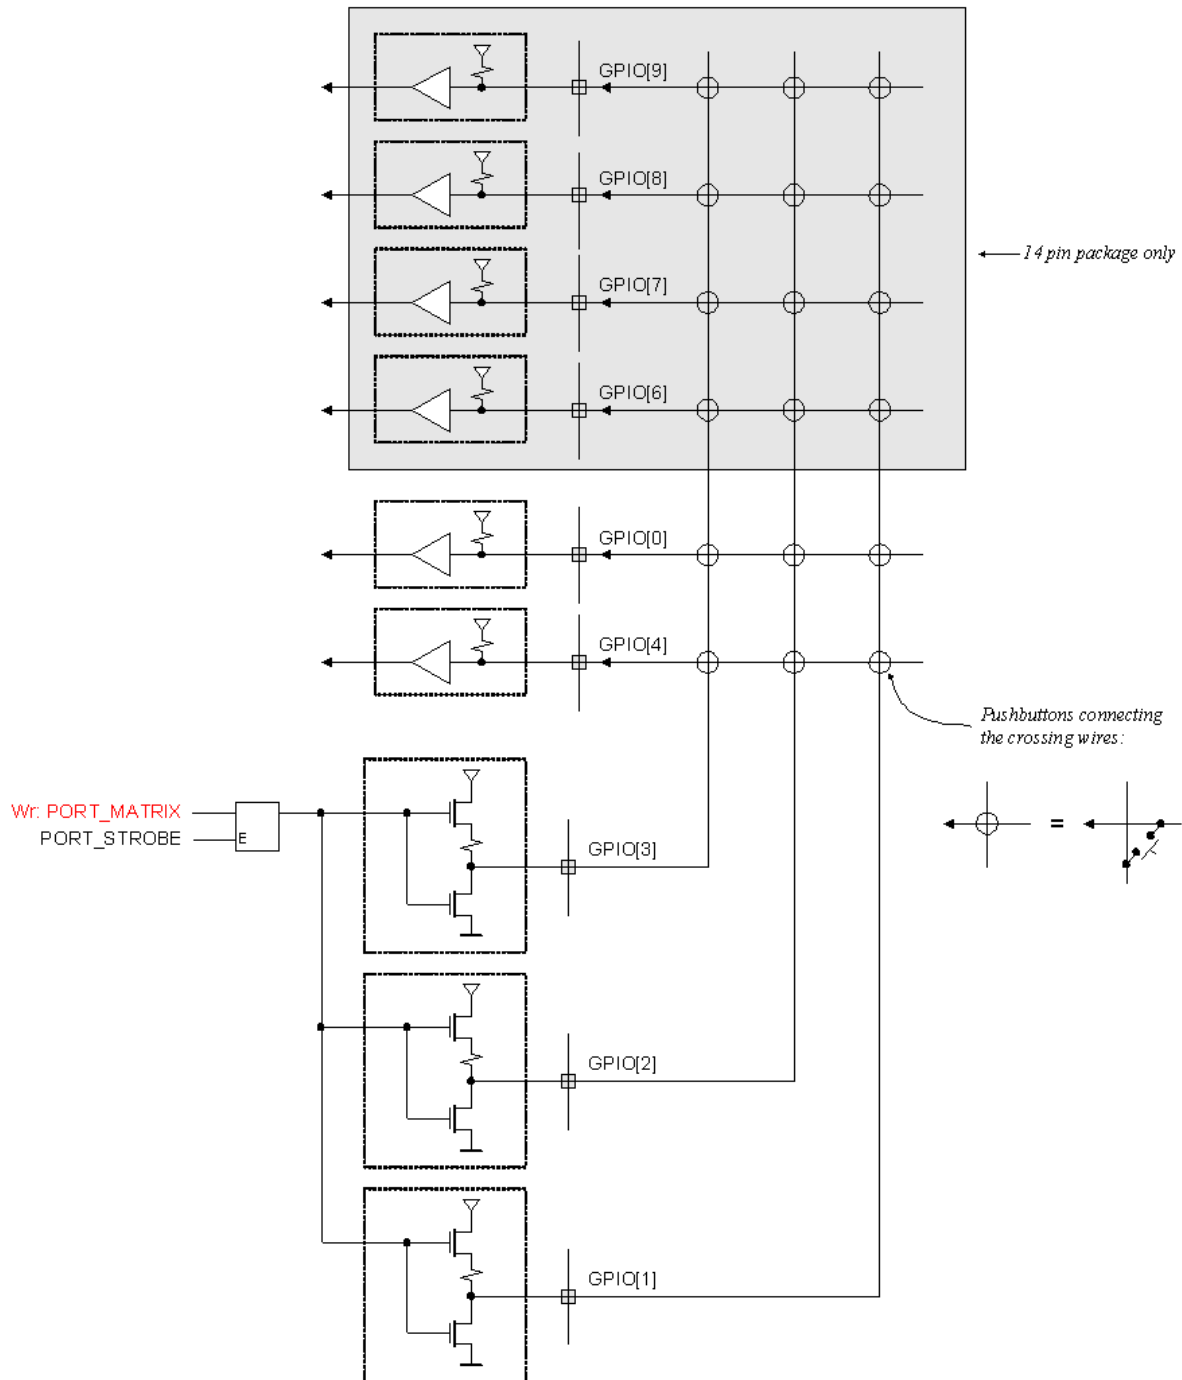 GPIO[9]
GPIO[8]
GPIO[7]
14 pin package only
GPIO[6]
GPIO[0]
GPIO[4]
Pushbuttons connecting
the crossing wires:
Wr: PORT_MATRIX
PORT_STROBE
E
=
GPIO[3]
GPIO[2]
GPIO[1]